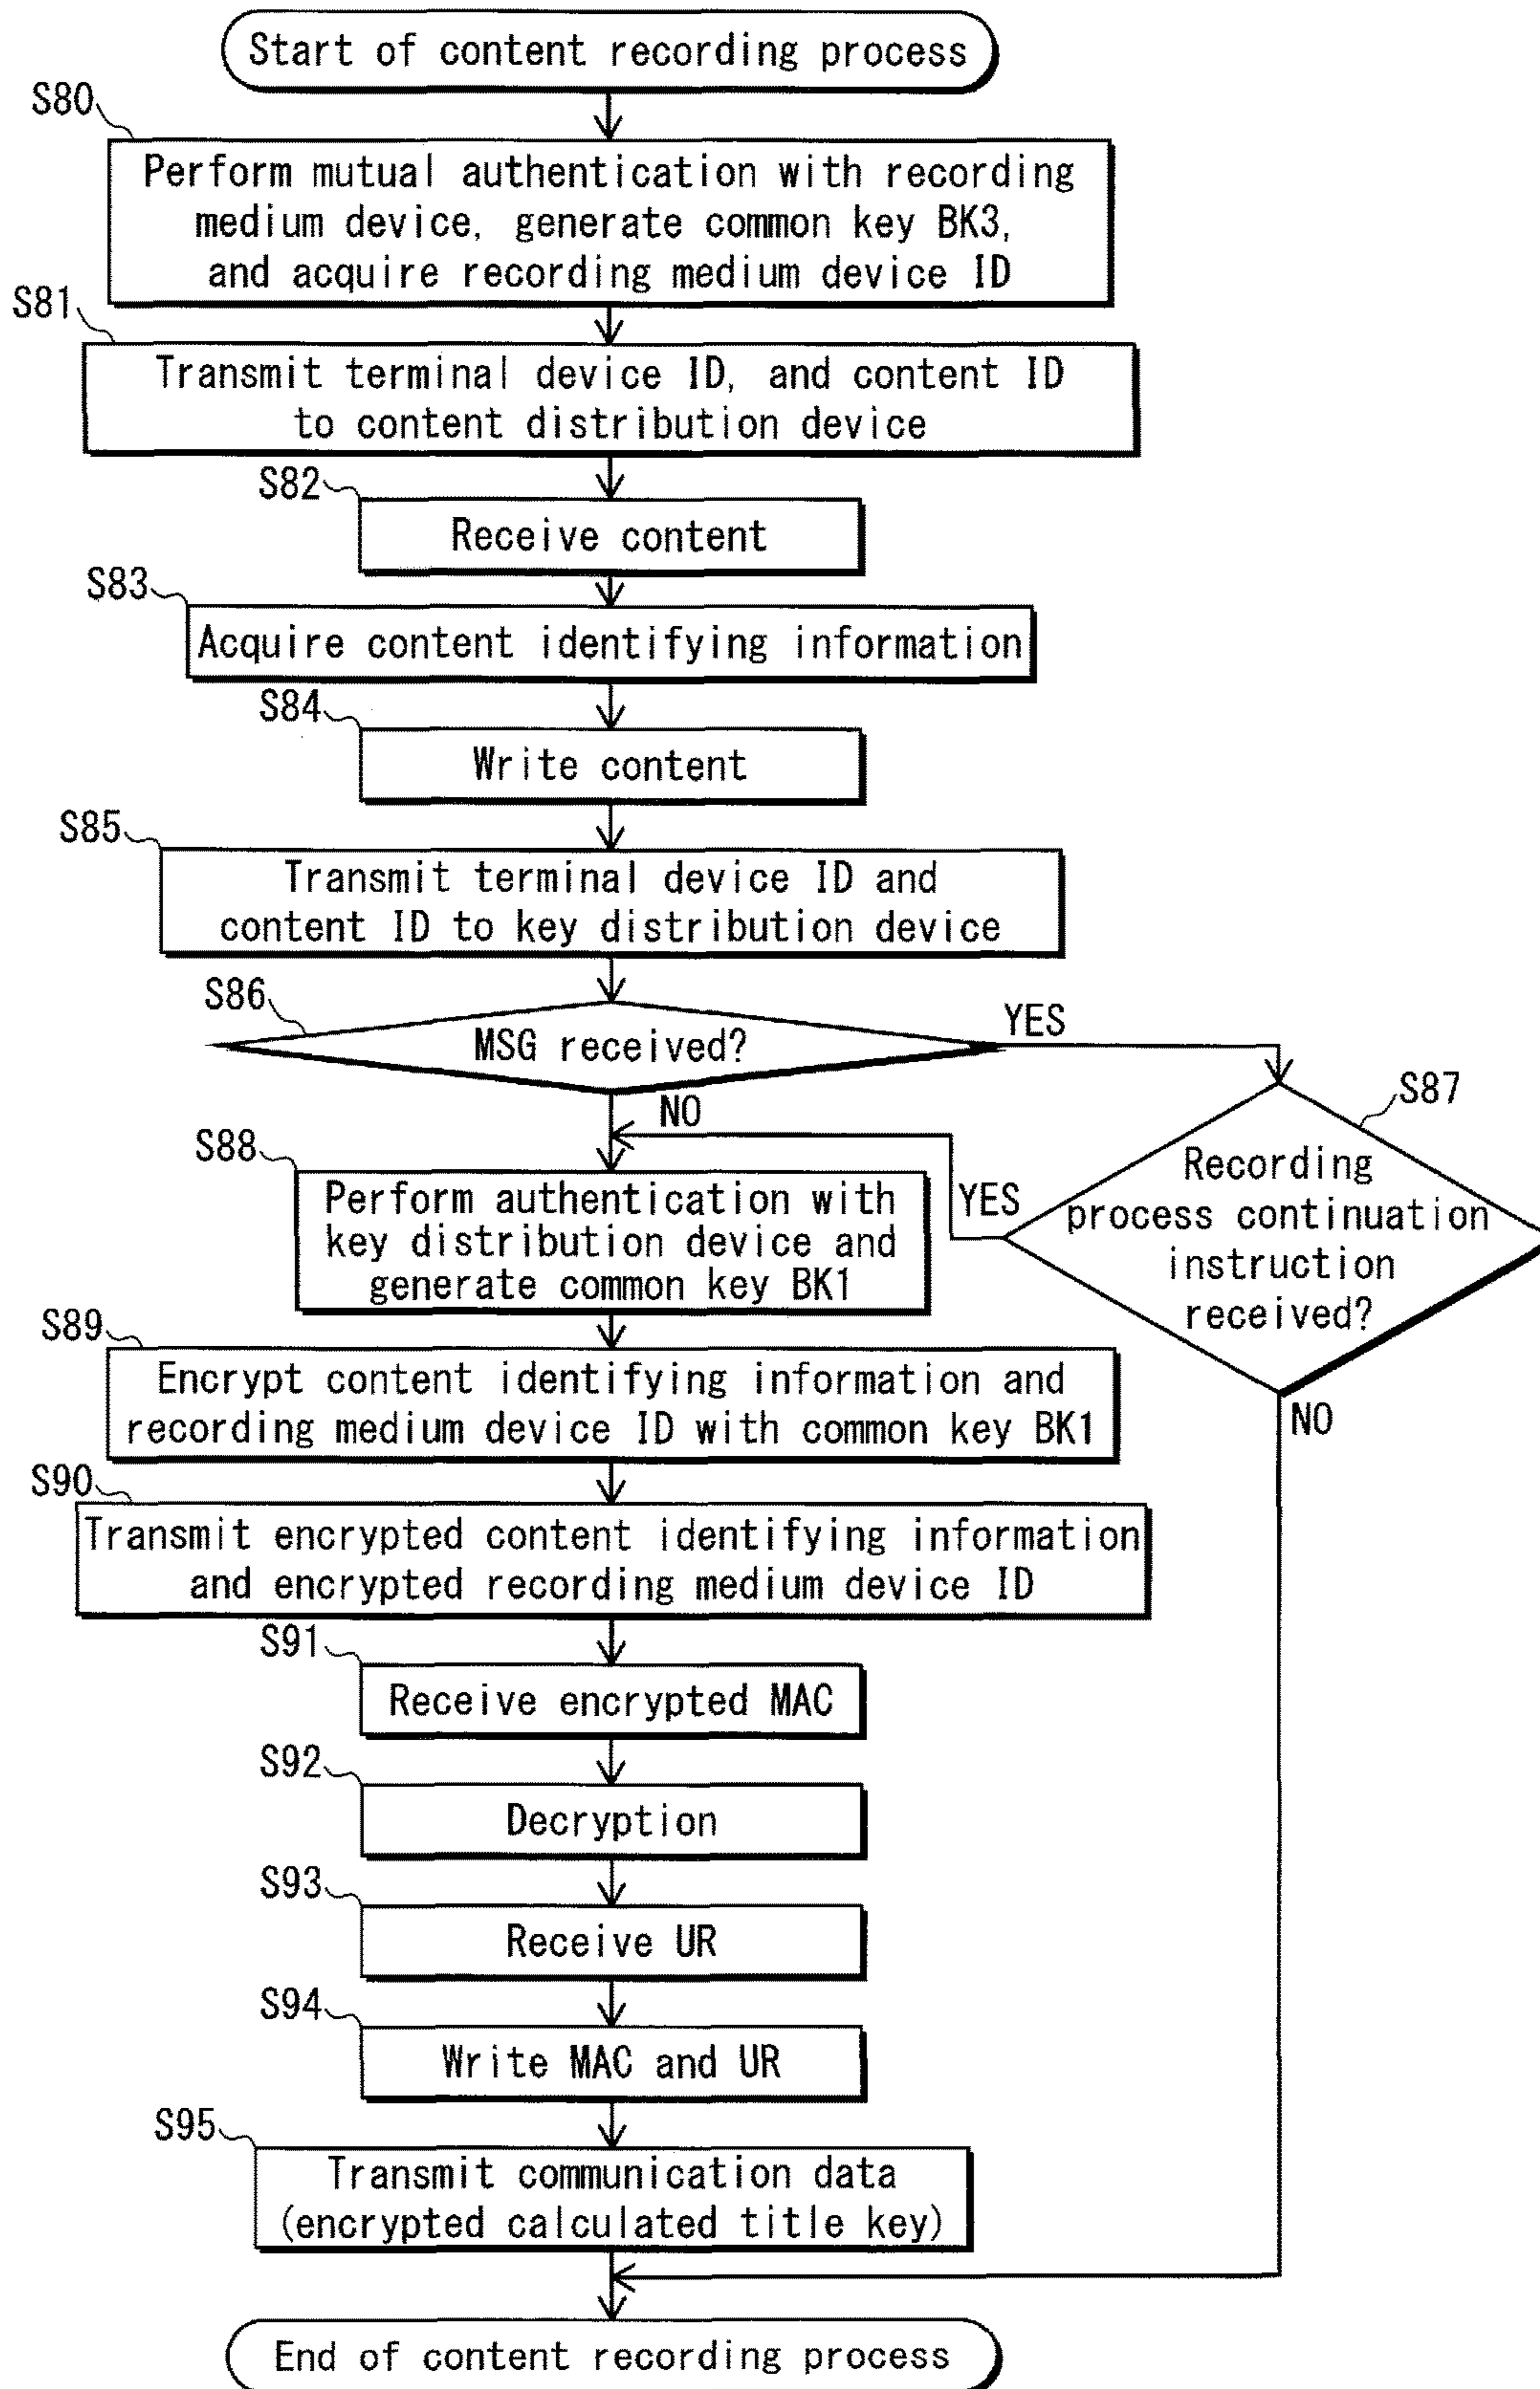 Start of content recording process
S80
Perform mutual authentication with recording
medium device, generate common key BK3,
and acquire recording medium device ID
S81
Transmit terminal device ID, and content ID
to content distribution device
S82
Receive content
S83
Acquire content identifying information
S84
Write content
S85
Transmit terminal device ID and
content ID to key distribution device
S86
MSG received?
YES
NO
S87
Recording
process continuation
instruction
received?
YES
NO
S88
Perform authentication with
key distribution device and
generate common key BK1
S89
Encrypt content identifying information and
recording medium device ID with common key BK1
S90
Transmit encrypted content identifying information
and encrypted recording medium device ID
S91
Receive encrypted MAC
S92
Decryption
S93
Receive UR
S94
Write MAC and UR
S95
Transmit communication data
(encrypted calculated title key)
End of content recording process